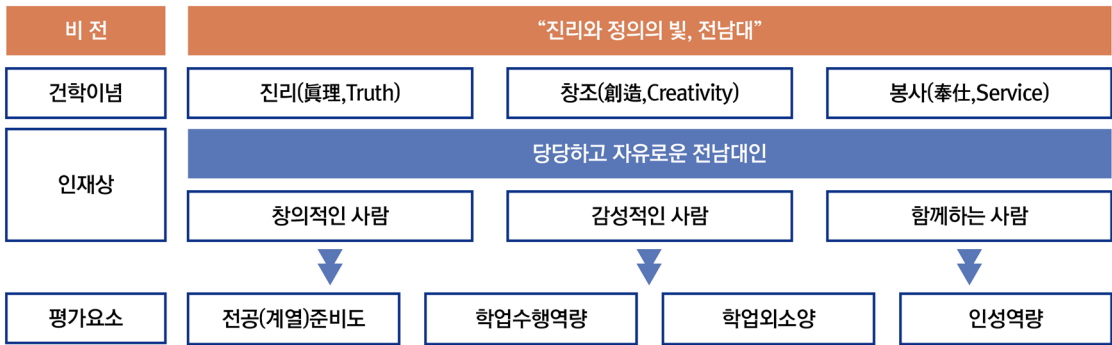 비 전
“진리와 정의의 빛, 전남대”
건학이념
진리(眞理,Truth)
창조(創造,Creativity)
봉사(奉仕,Service)
인재상
당당하고 자유로운 전남대인
창의적인 사람
감성적인 사람
함께하는 사람
평가요소
전공(계열)준비도
학업수행역량
학업외소양
인성역량